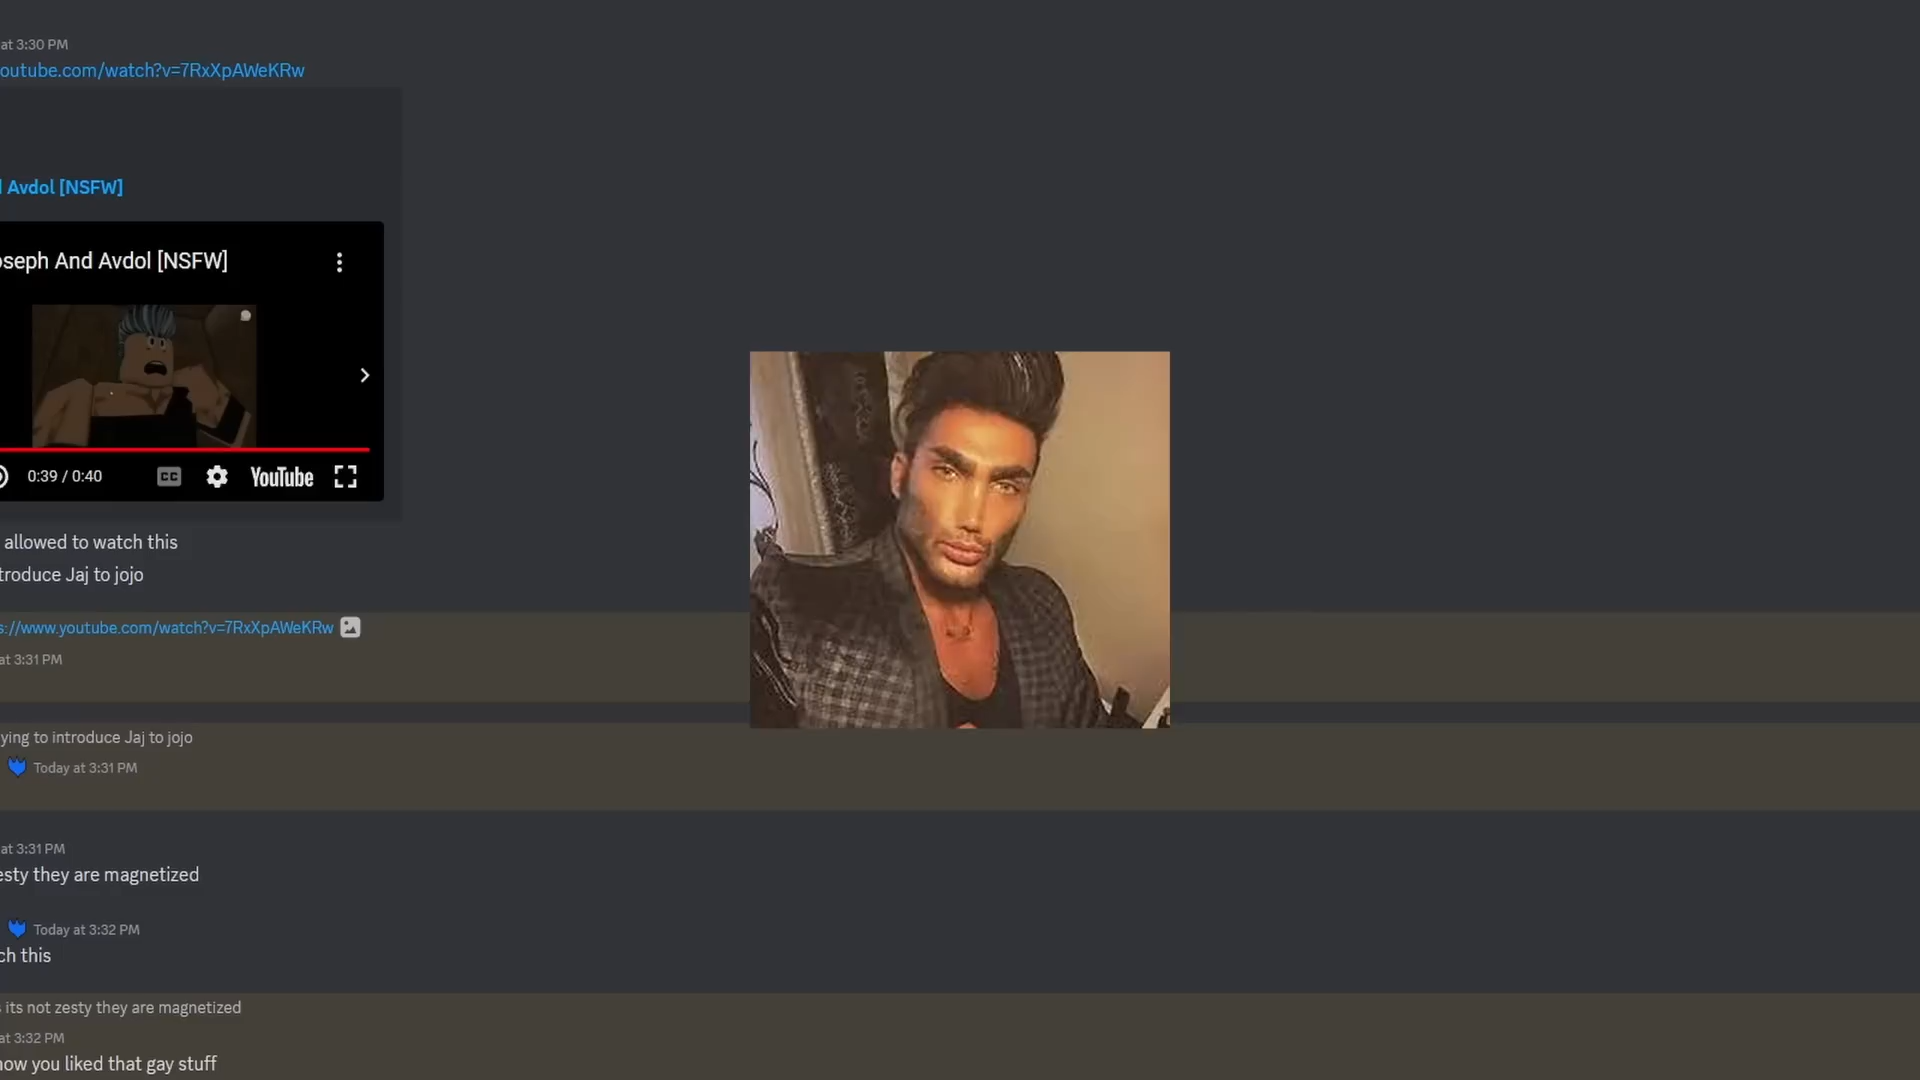 at 3:30 PM
outube.com/watch?v=7RxXpAWeKRw
Avdol [NSFW]
oseph And Avdol [NSFW]
0:39 / 0:40 CC YouTube
allowed to watch this
troduce Jaj to jojo
s://www.youtube.com/watch?v=7RxXpAWeKRw
at 3:31 PM
ying to introduce Jaj to jojo
Today at 3:31 PM
at 3:31 PM
esty they are magnetized
Today at 3:32 PM
ch this
its not zesty they are magnetized
at 3:32 PM
now you liked that gay stuff